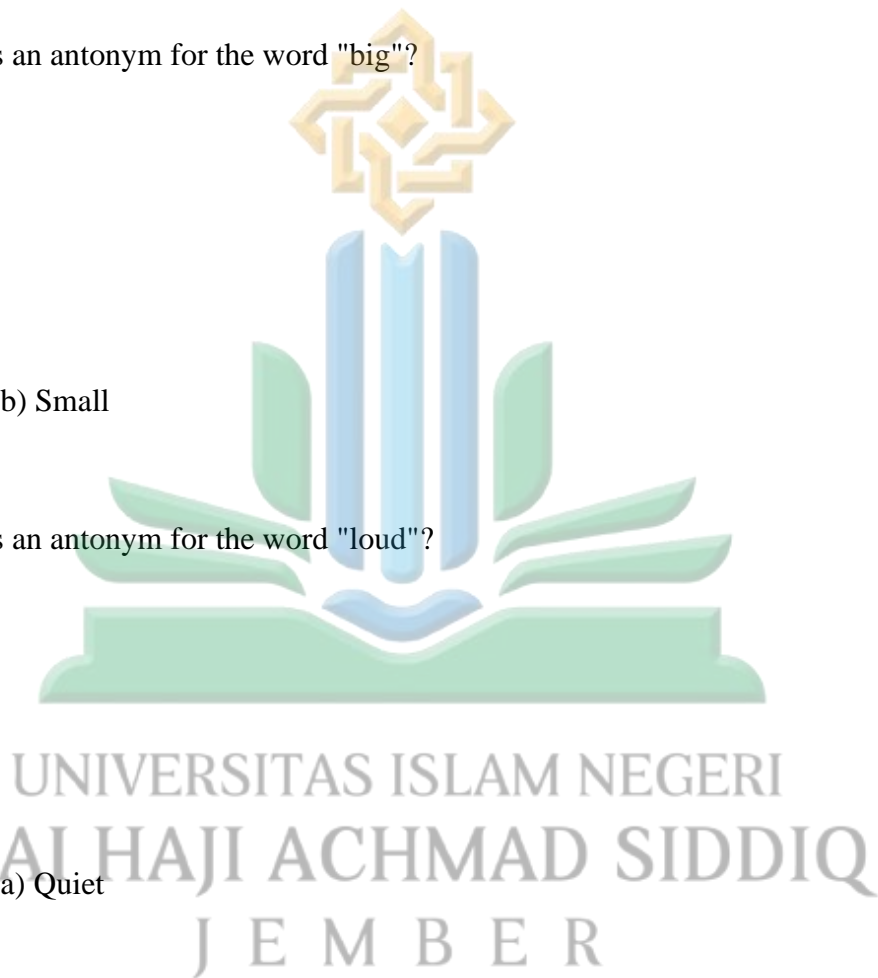 s an antonym for the word "big"?
b) Small
s an antonym for the word "loud"?
UNIVERSITAS ISLAM NEGERI
AI HAJI ACHMAD SIDDIQ
a) Quiet
J E M B E R